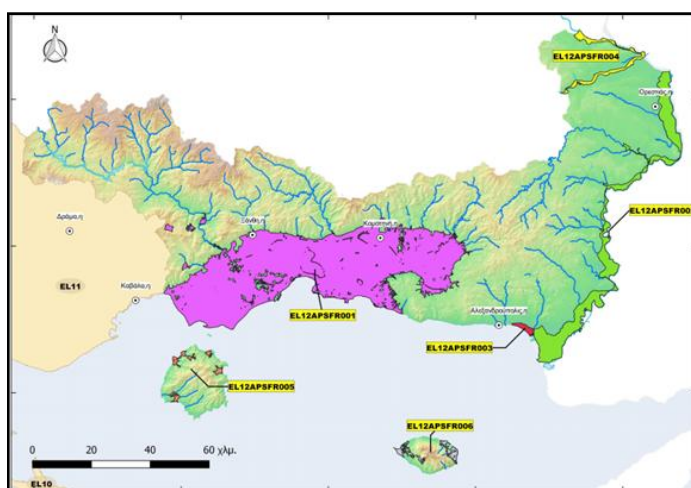 N
EL12APSFR004
Ορεστιάς,η
Δράμα,η
Ξάνθη,η
Κομοτηνή,η
EL12APSFR00
EL11
Καβάλα,η
EL12APSFR001
Αλεξανδρούπολις,η
EL12APSFR003
EL12APSFR005
EL12APSFR006
0 20 40 60 χλμ.
EL10